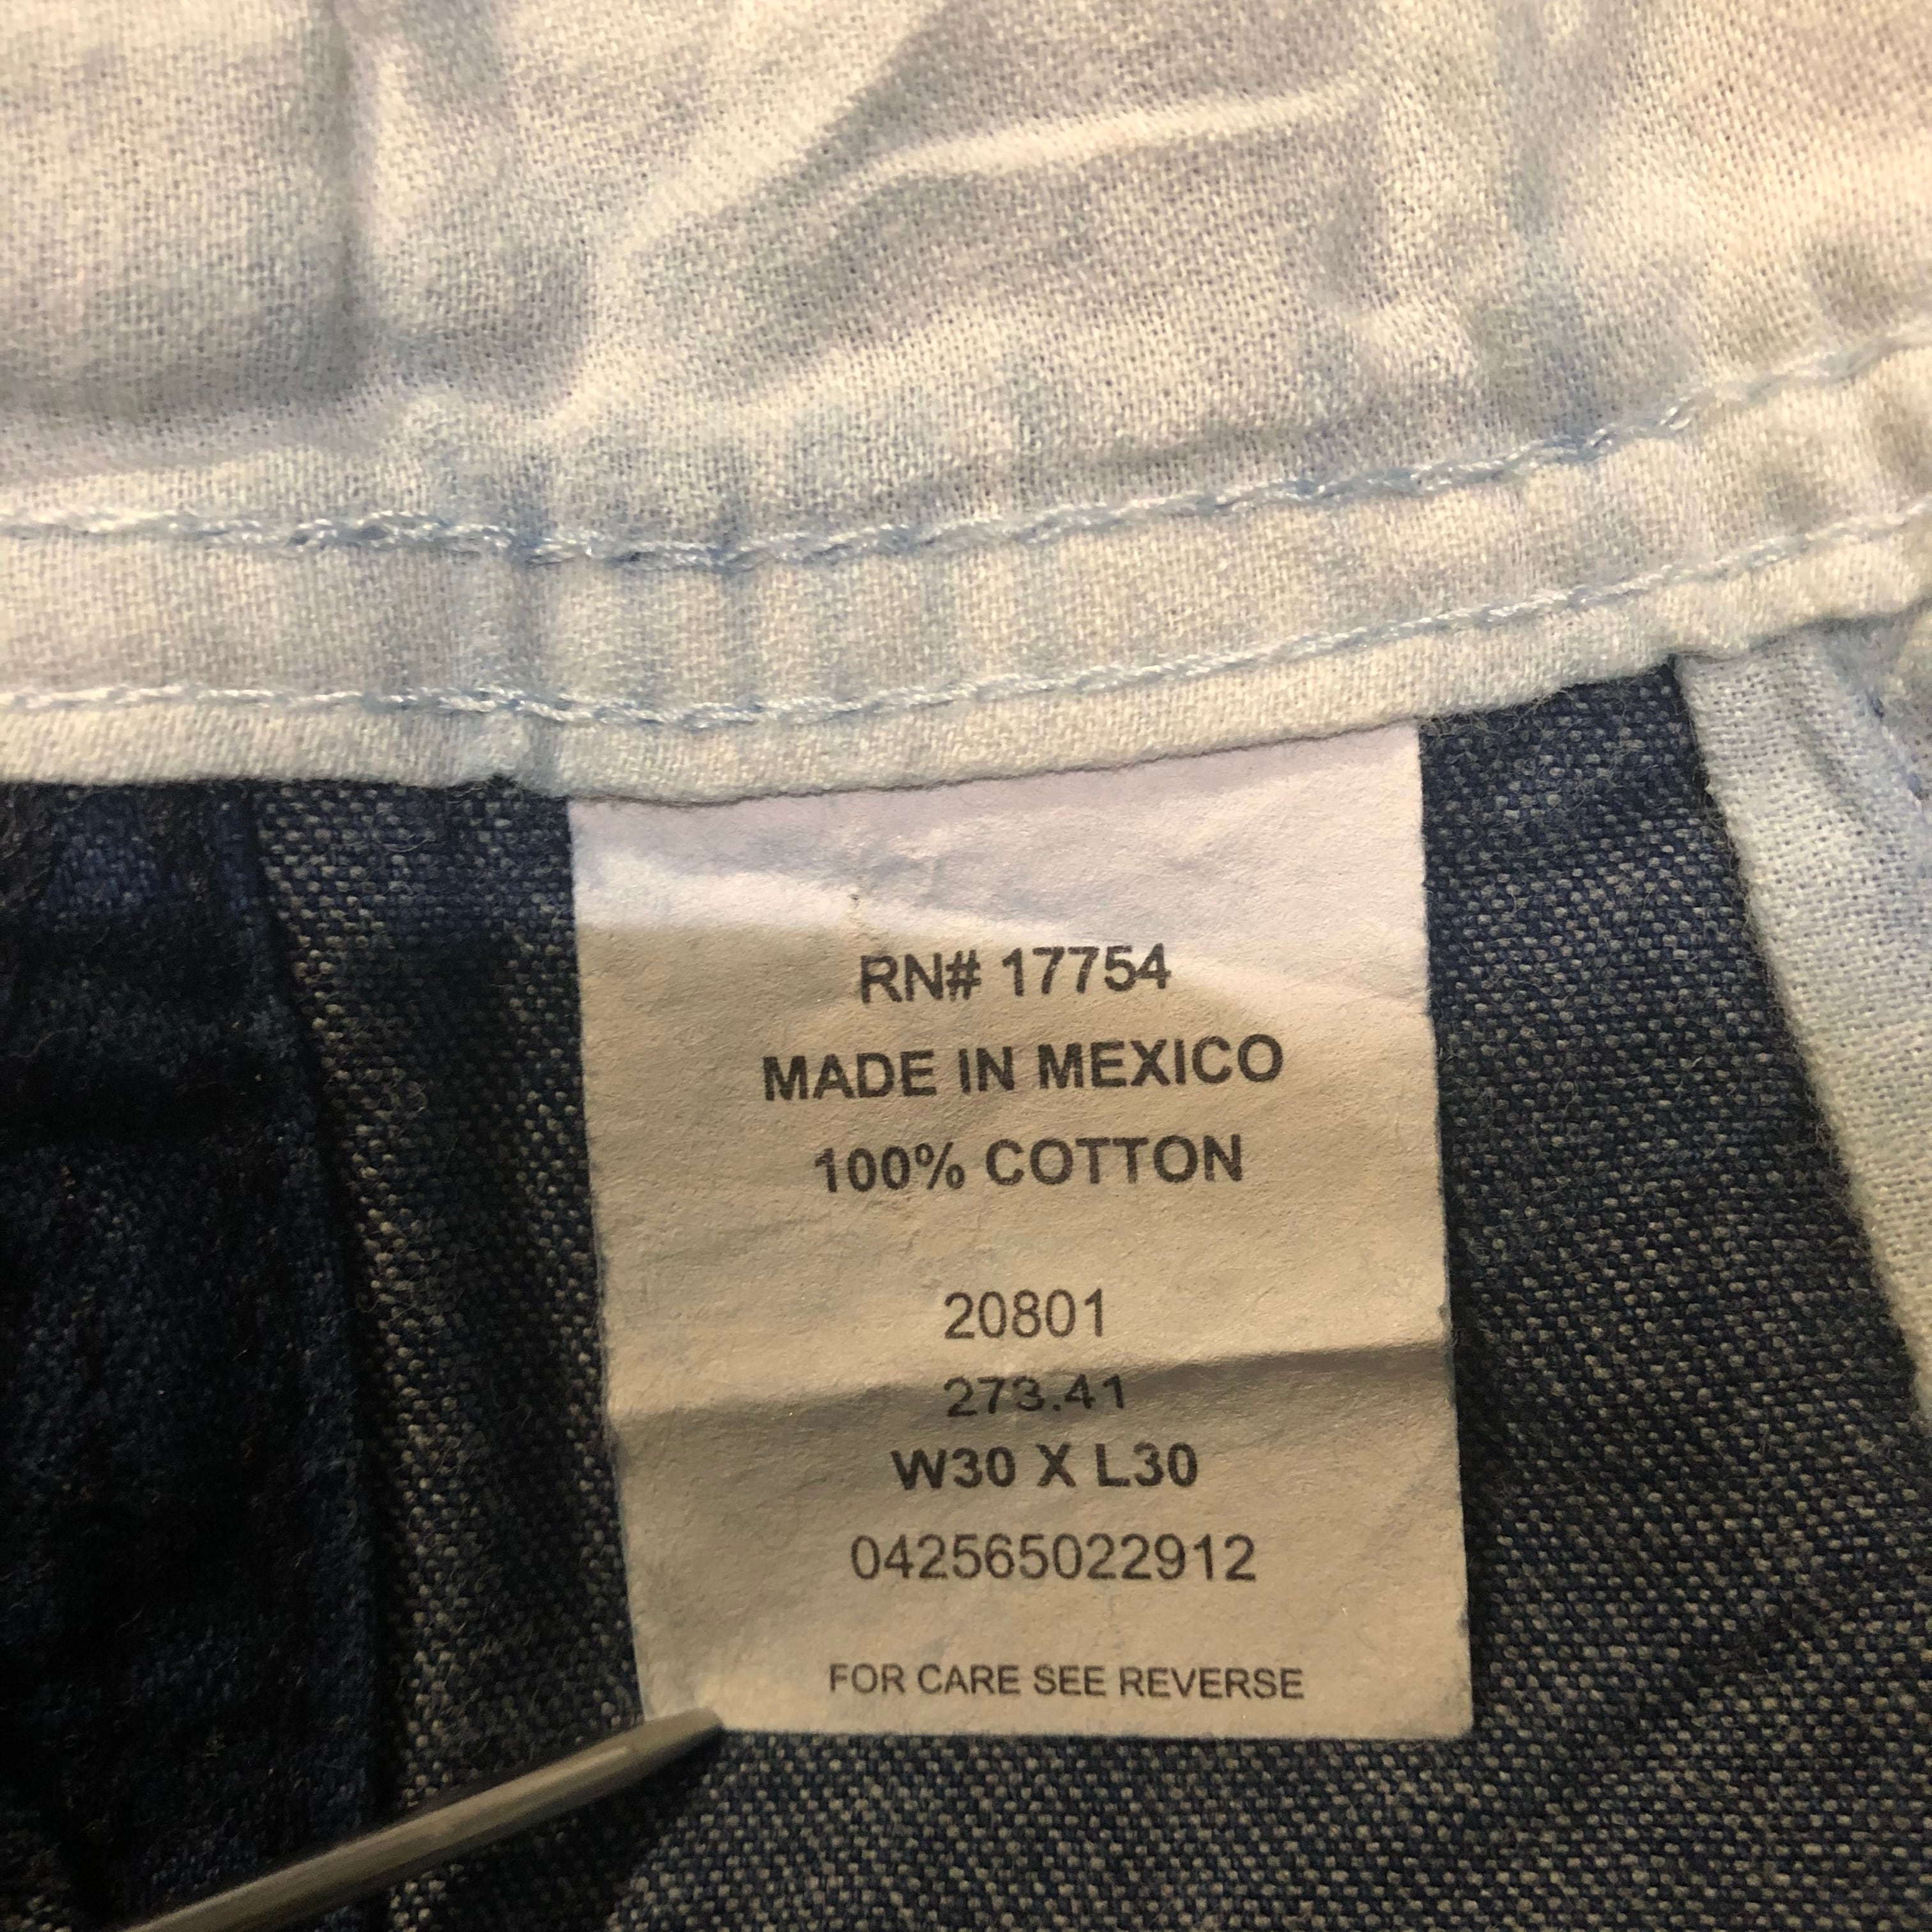 RN# 17754
MADE IN MEXICO
100% COTTON
20801
273.41
W30 X L30
042565022912
FOR CARE SEE REVERSE